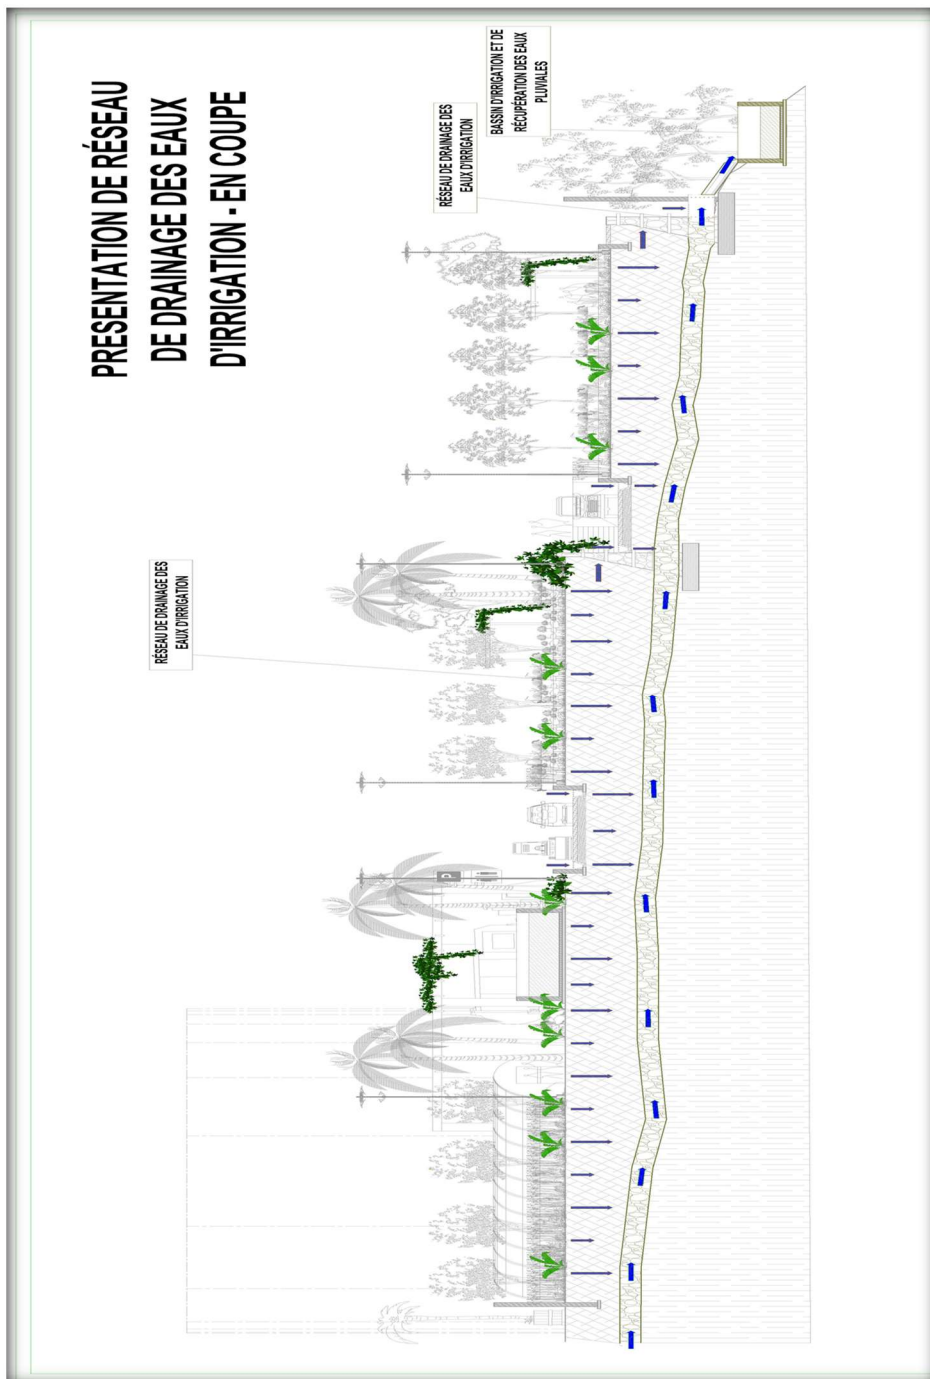 PRESENTATION DE RÉSEAU
DE DRAINAGE DES EAUX
D'IRRIGATION - EN COUPE
RÉSEAU DE DRAINAGE DES
EAUX D'IRRIGATION
RÉSEAU DE DRAINAGE DES
EAUX D'IRRIGATION
BASSIN D'IRRIGATION ET DE
RÉCUPÉRATION DES EAUX
PLUVIALES
P